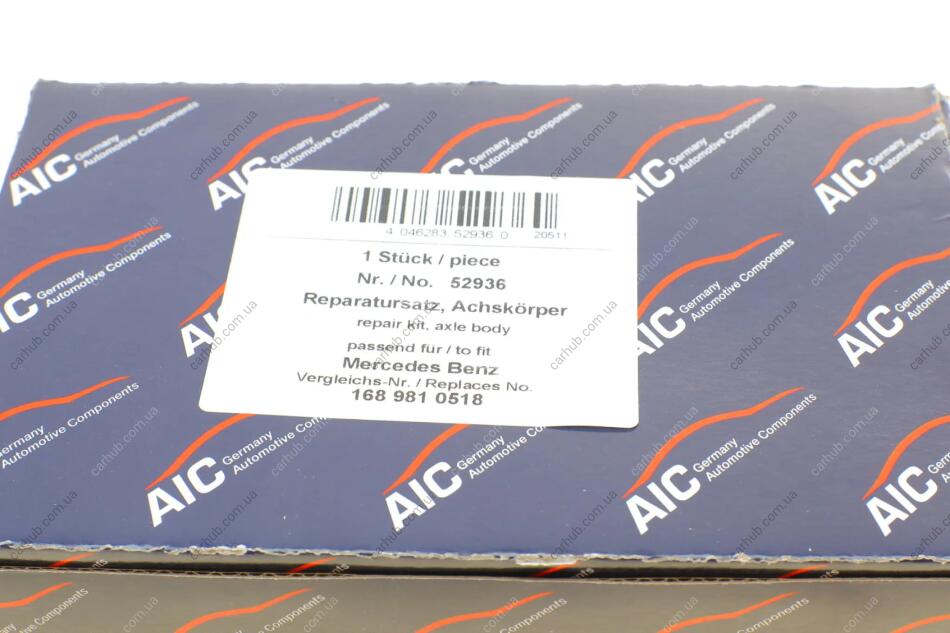 4 046283 52936 0 20511
1 Stück / piece
Nr. / No. 52936
Reparatursatz, Achskörper
repair kit, axle body
passend für / to fit
Mercedes Benz
Vergleichs-Nr. / Replaces No.
168 981 0518
AIC Germany
Automotive Components
carhub.com.ua